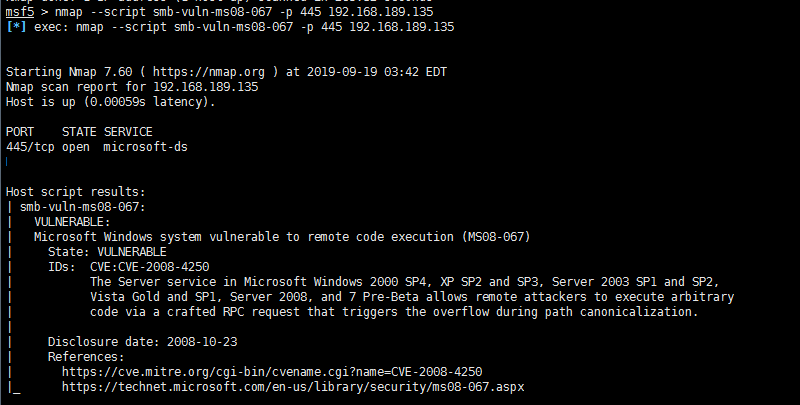 msf5 > nmap --script smb-vuln-ms08-067 -p 445 192.168.189.135
[*] exec: nmap --script smb-vuln-ms08-067 -p 445 192.168.189.135
Starting Nmap 7.60 ( https://nmap.org ) at 2019-09-19 03:42 EDT
Nmap scan report for 192.168.189.135
Host is up (0.00059s latency).
PORT    STATE SERVICE
445/tcp open  microsoft-ds
Host script results:
| smb-vuln-ms08-067:
|   VULNERABLE:
|   Microsoft Windows system vulnerable to remote code execution (MS08-067)
|     State: VULNERABLE
|     IDs:  CVE:CVE-2008-4250
|           The Server service in Microsoft Windows 2000 SP4, XP SP2 and SP3, Server 2003 SP1 and SP2,
|           Vista Gold and SP1, Server 2008, and 7 Pre-Beta allows remote attackers to execute arbitrary
|           code via a crafted RPC request that triggers the overflow during path canonicalization.
|
|     Disclosure date: 2008-10-23
|     References:
|       https://cve.mitre.org/cgi-bin/cvename.cgi?name=CVE-2008-4250
|_      https://technet.microsoft.com/en-us/library/security/ms08-067.aspx